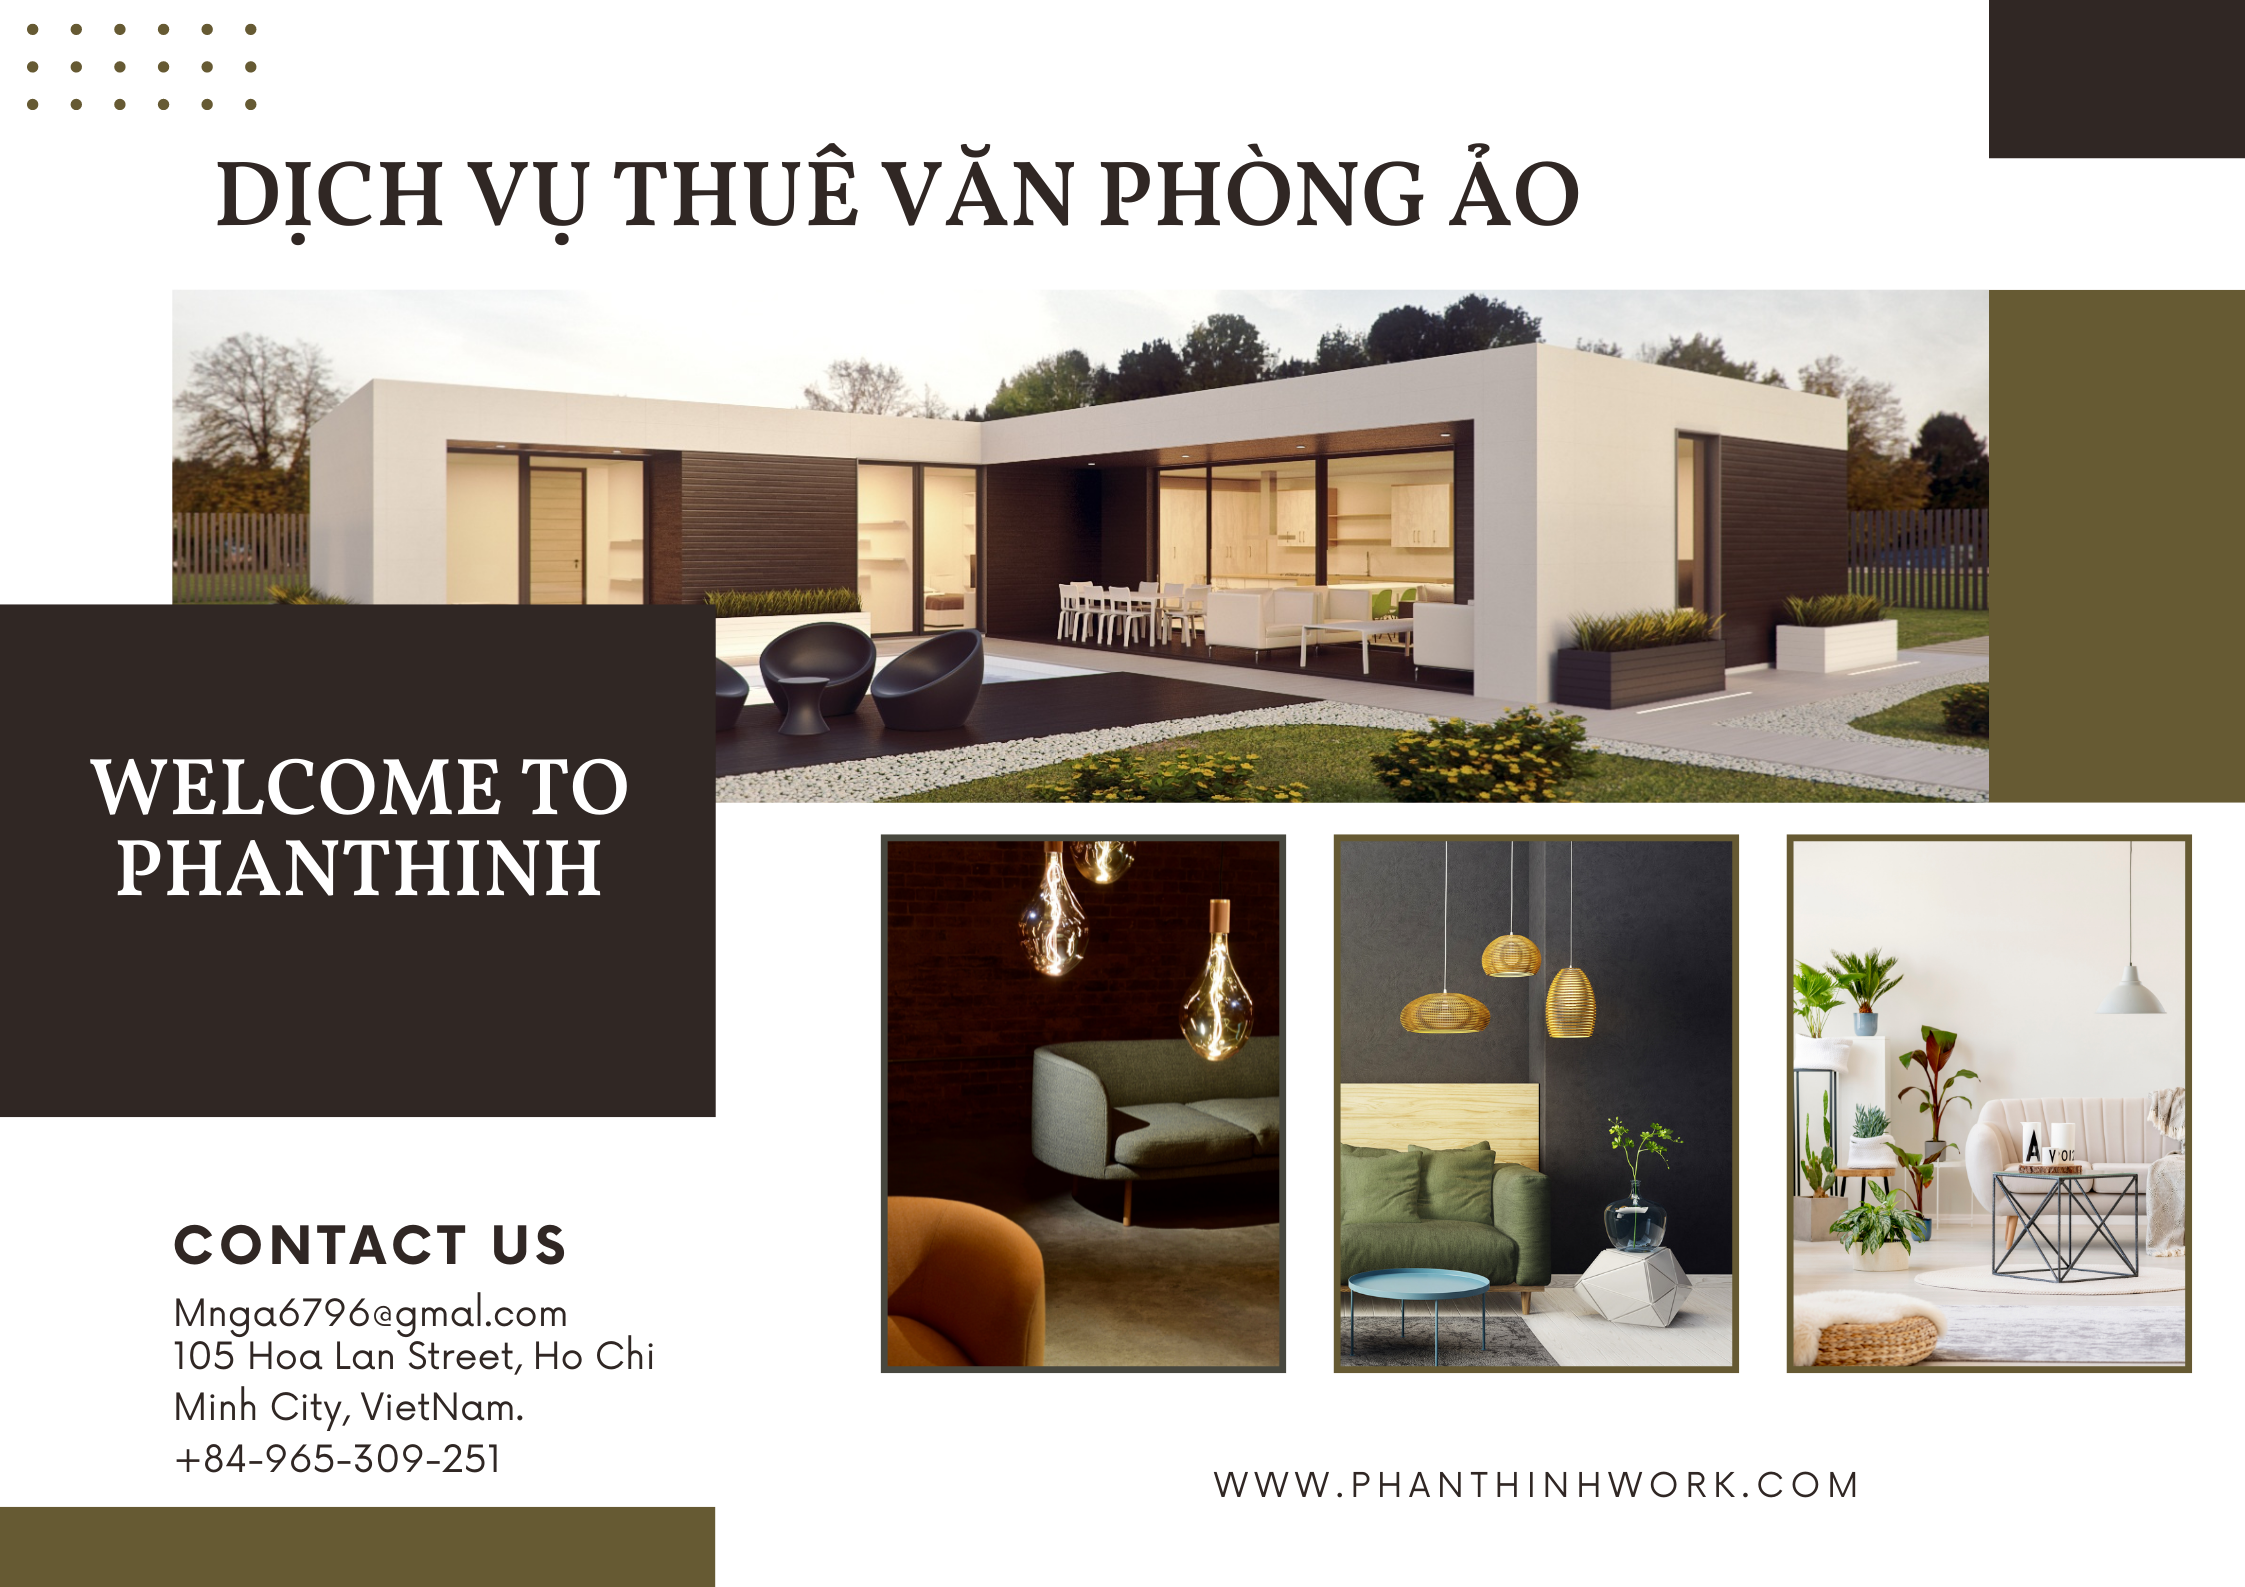 DỊCH VỤ THUÊ VĂN PHÒNG ẢO
WELCOME TO
PHANTHINH
CONTACT US
Mnga6796@gmal.com
105 Hoa Lan Street, Ho Chi
Minh City, VietNam.
+84-965-309-251
A
VOI
WWW.PHANTHINHWORK.COM